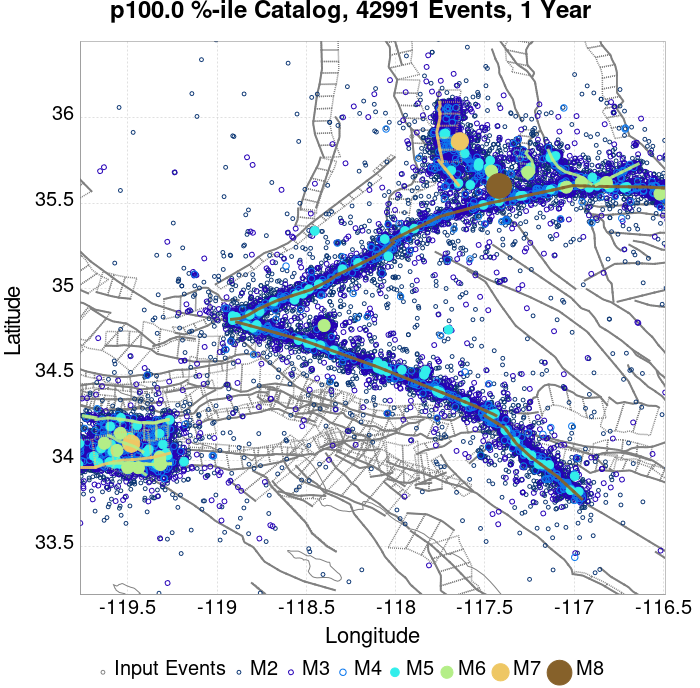 p100.0 %-ile Catalog, 42991 Events, 1 Year
36
35.5
35
34.5
34
33.5
Latitude
-119.5 -119 -118.5 -118 -117.5 -117 -116.5
Longitude
Input Events M2 M3 M4 M5 M6 M7 M8